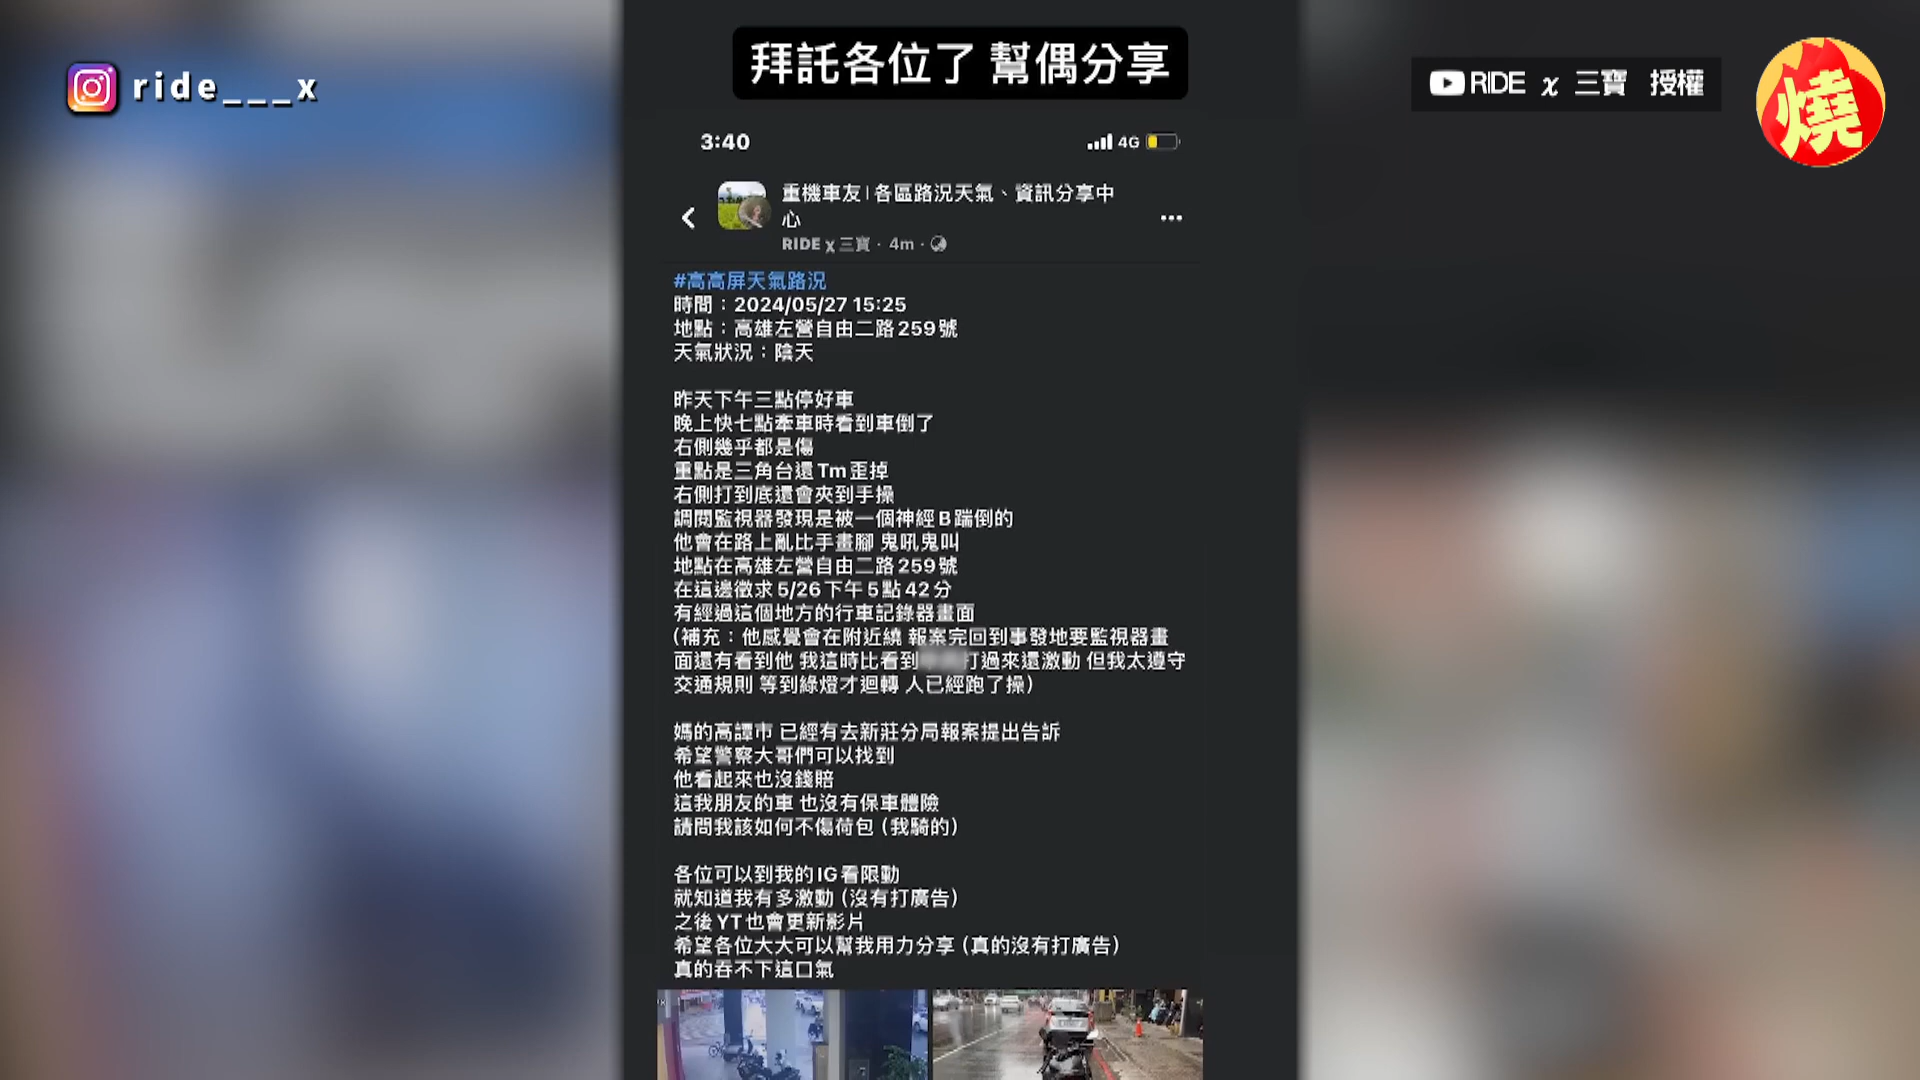 拜託各位了 幫偶分享
ride___x
RIDE χ 三寶 授權
燒
3:40
4G
重機車友|各區路況天氣、資訊分享中
心
RIDE χ 三寶 · 4m ·
#高高屏天氣路況
時間：2024/05/27 15:25
地點：高雄左營自由二路259號
天氣狀況：陰天
昨天下午三點停好車
晚上快七點牽車時看到車倒了
右側幾乎都是傷
重點是三角台還Tm歪掉
右側打到底還會夾到手操
調閱監視器發現是被一個神經B踹倒的
他會在路上亂比手畫腳 鬼吼鬼叫
地點在高雄左營自由二路259號
在這邊徵求5/26下午5點42分
有經過這個地方的行車記錄器畫面
(補充：他感覺會在附近繞 報案完回到事發地要監視器畫
面還有看到他 我這時比看到打過來還激動 但我太遵守
交通規則 等到綠燈才迴轉 人已經跑了操)
媽的高譚市 已經有去新莊分局報案提出告訴
希望警察大哥們可以找到
他看起來也沒錢賠
這我朋友的車 也沒有保車體險
請問我該如何不傷荷包 (我騎的)
各位可以到我的IG看限動
就知道我有多激動 (沒有打廣告)
之後YT也會更新影片
希望各位大大可以幫我用力分享 (真的沒有打廣告)
真的吞不下這口氣